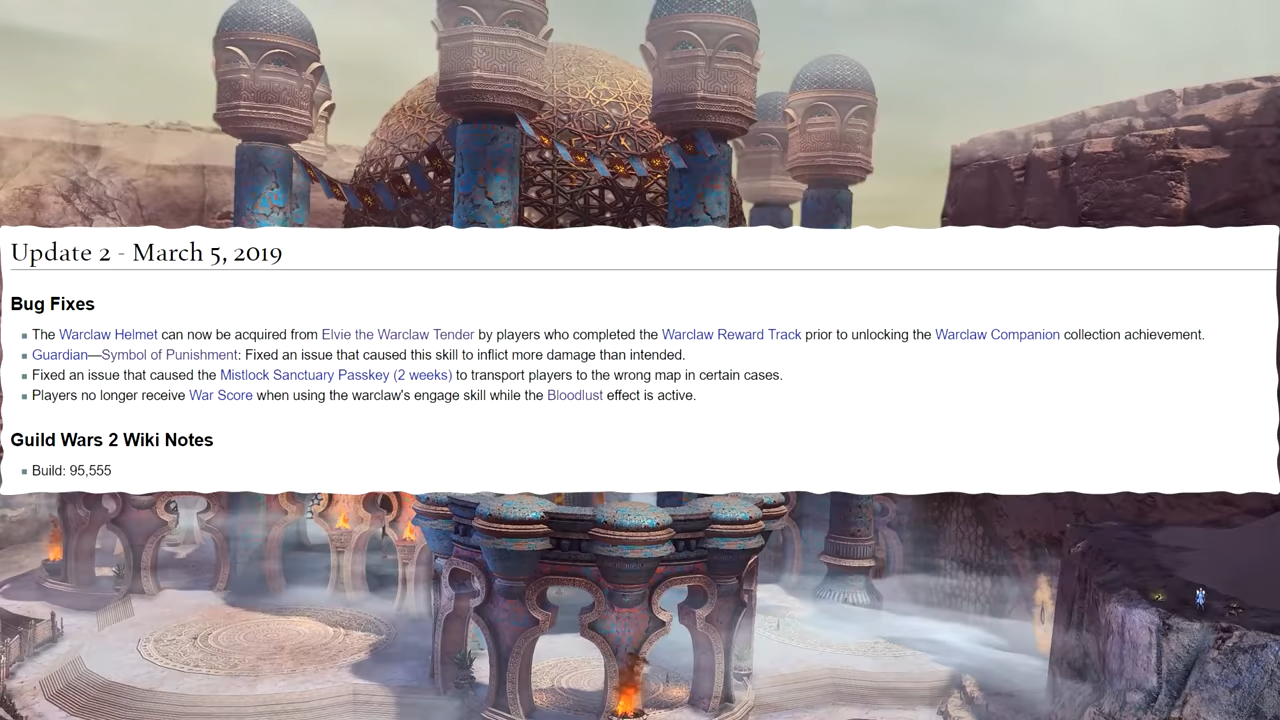 Update 2 - March 5, 2019
Bug Fixes
The Warclaw Helmet can now be acquired from Elvie the Warclaw Tender by players who completed the Warclaw Reward Track prior to unlocking the Warclaw Companion collection achievement.
Guardian—Symbol of Punishment: Fixed an issue that caused this skill to inflict more damage than intended.
Fixed an issue that caused the Mistlock Sanctuary Passkey (2 weeks) to transport players to the wrong map in certain cases.
Players no longer receive War Score when using the warclaw's engage skill while the Bloodlust effect is active.
Guild Wars 2 Wiki Notes
Build: 95,555